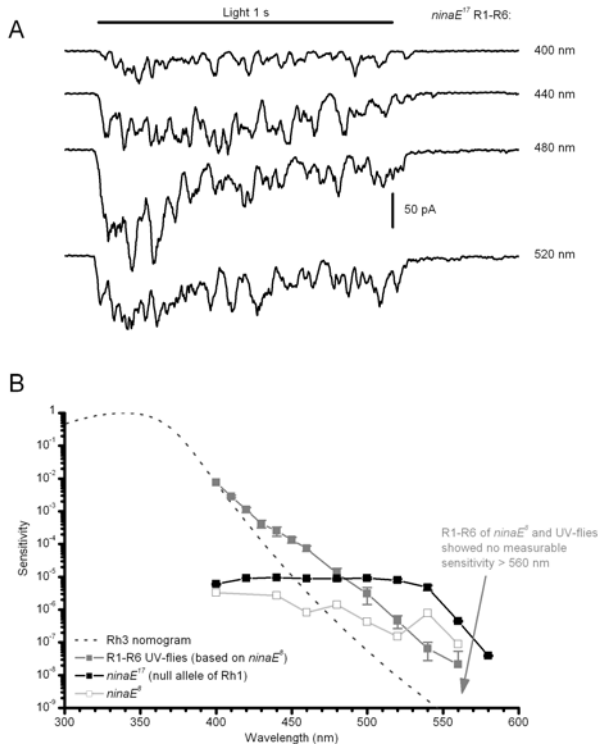 A
Light 1 s
ninaE17 R1-R6:
400 nm
440 nm
480 nm
50 pA
520 nm
B
Sensitivity
1
10-1
10-2
10-3
10-4
10-5
10-6
10-7
10-8
10-9
R1-R6 of ninaE8 and UV-flies
showed no measurable
sensitivity > 560 nm
Rh3 nomogram
R1-R6 UV-flies (based on ninaE8)
ninaE17 (null allele of Rh1)
ninaE8
300 350 400 450 500 550 600
Wavelength (nm)